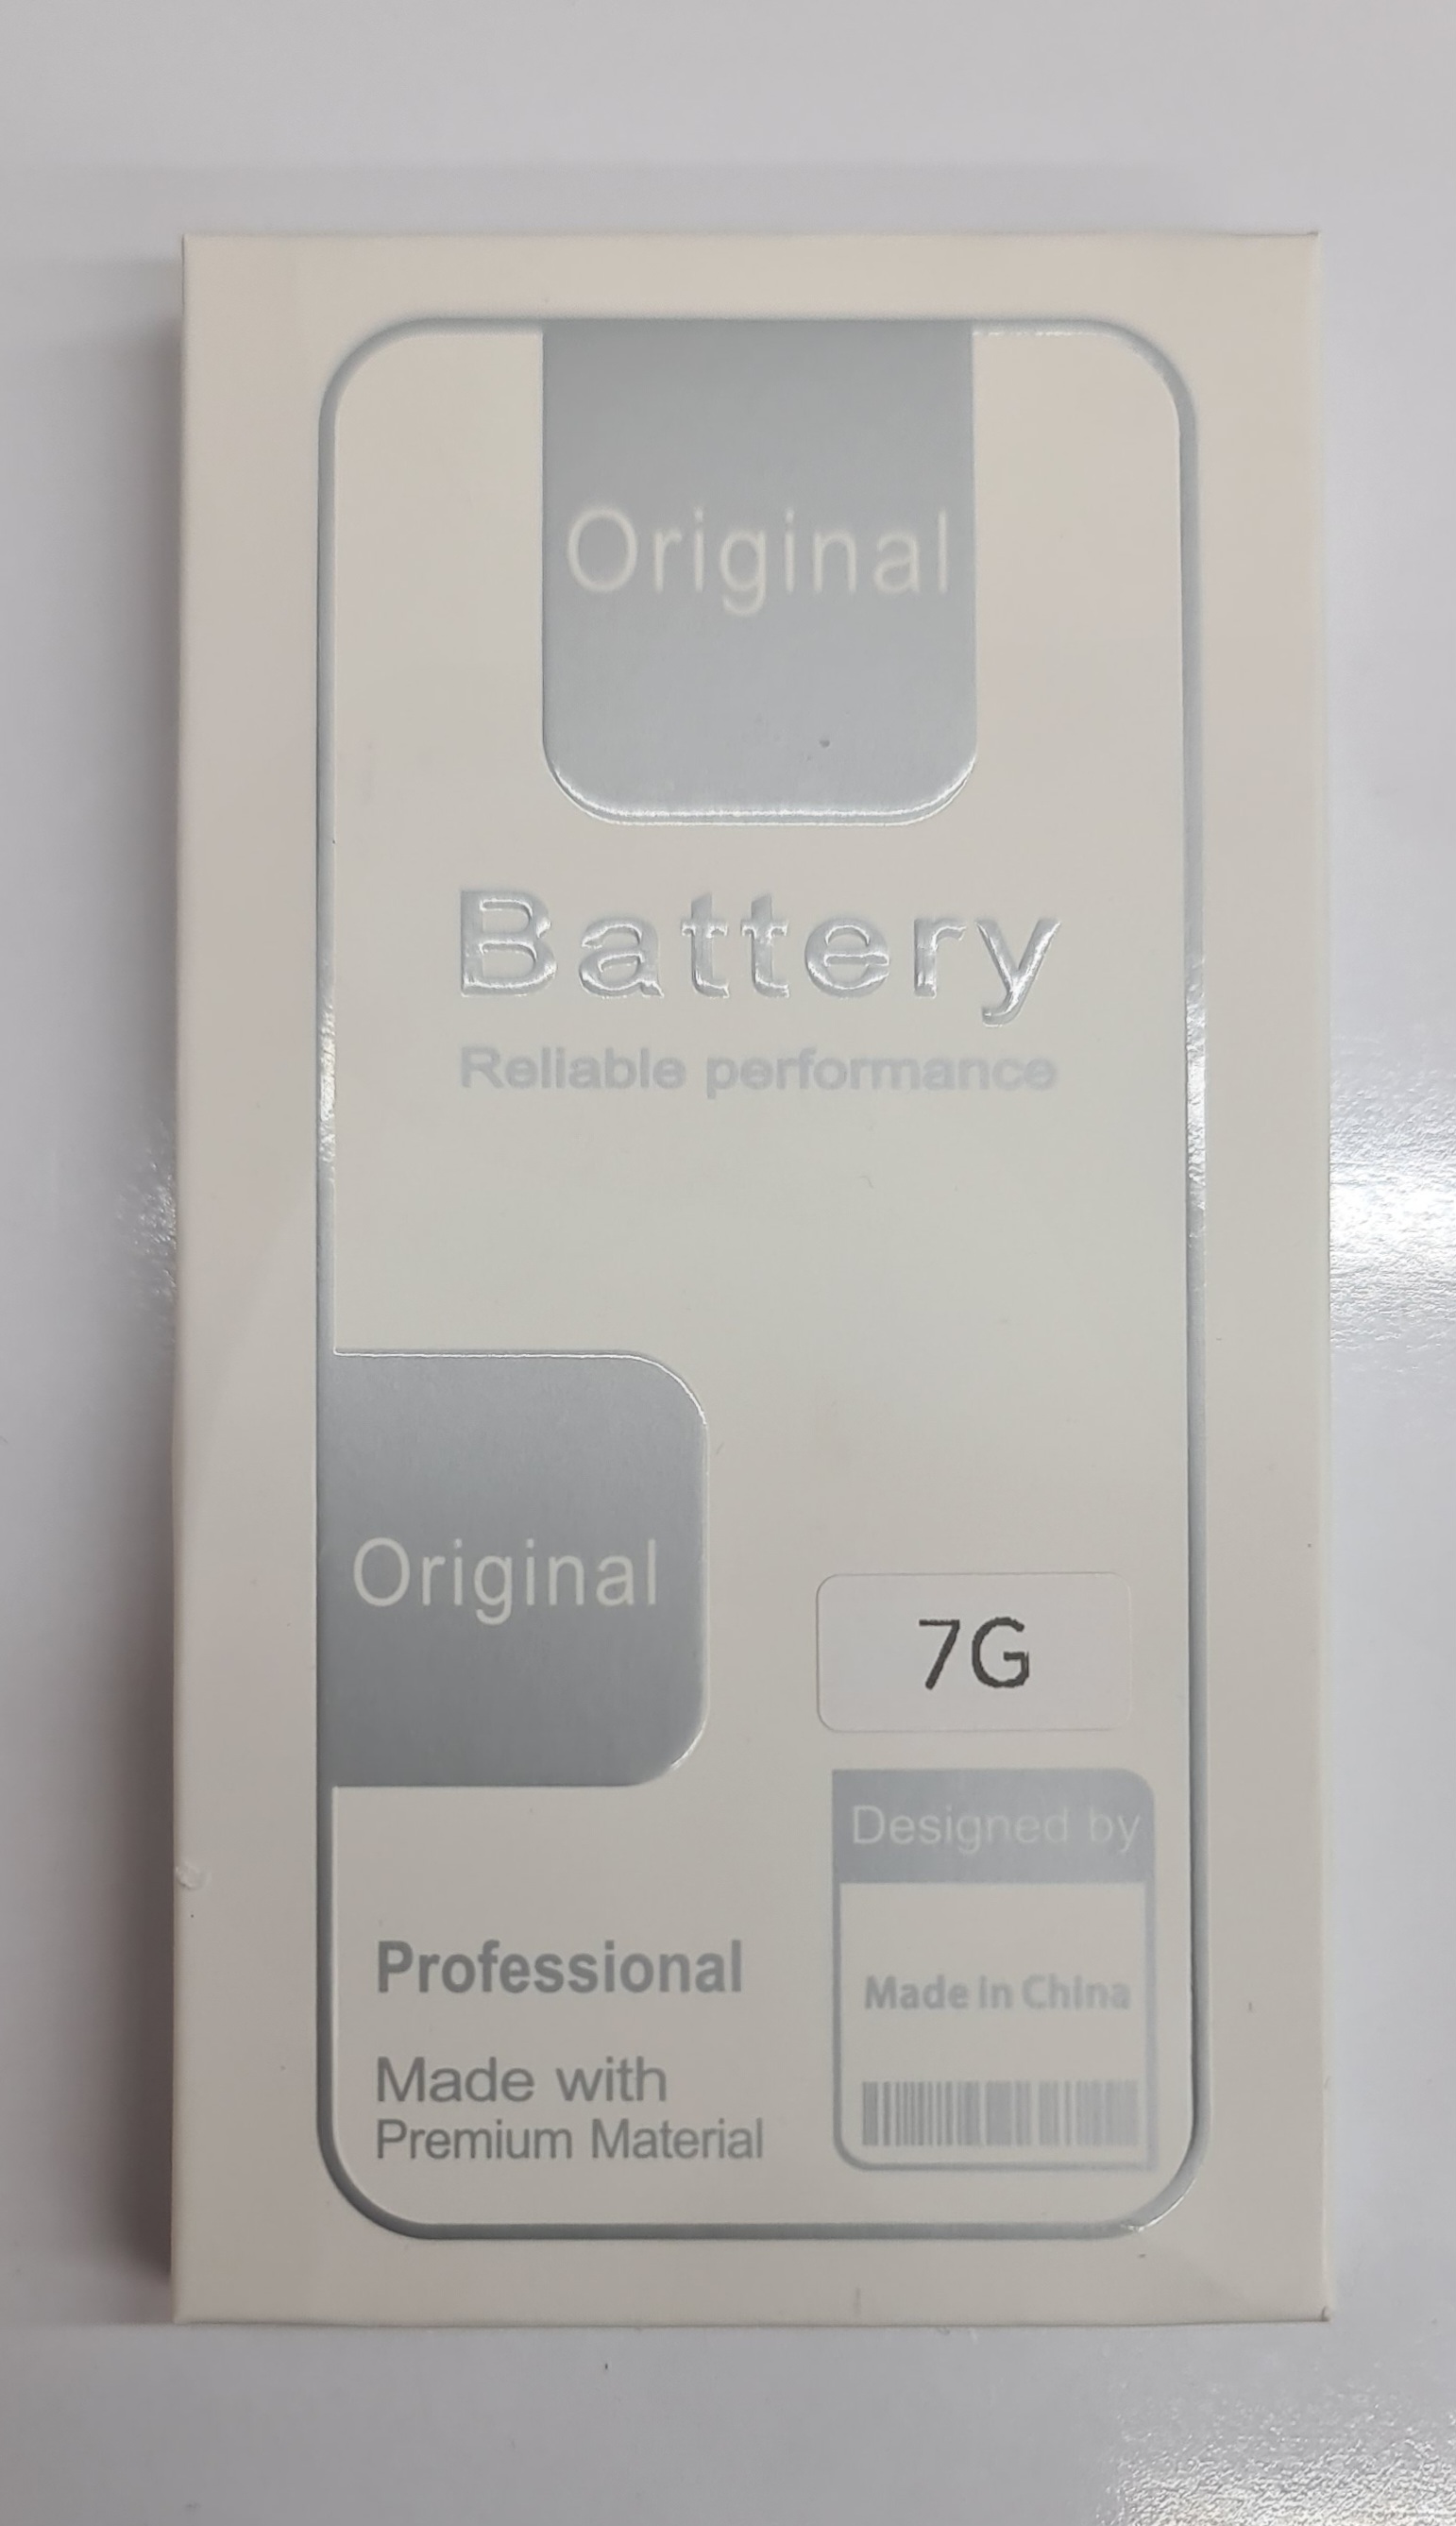 Original
Battery
Reliable performance
Original
7G
Designed by
Made in China
Professional
Made with
Premium Material